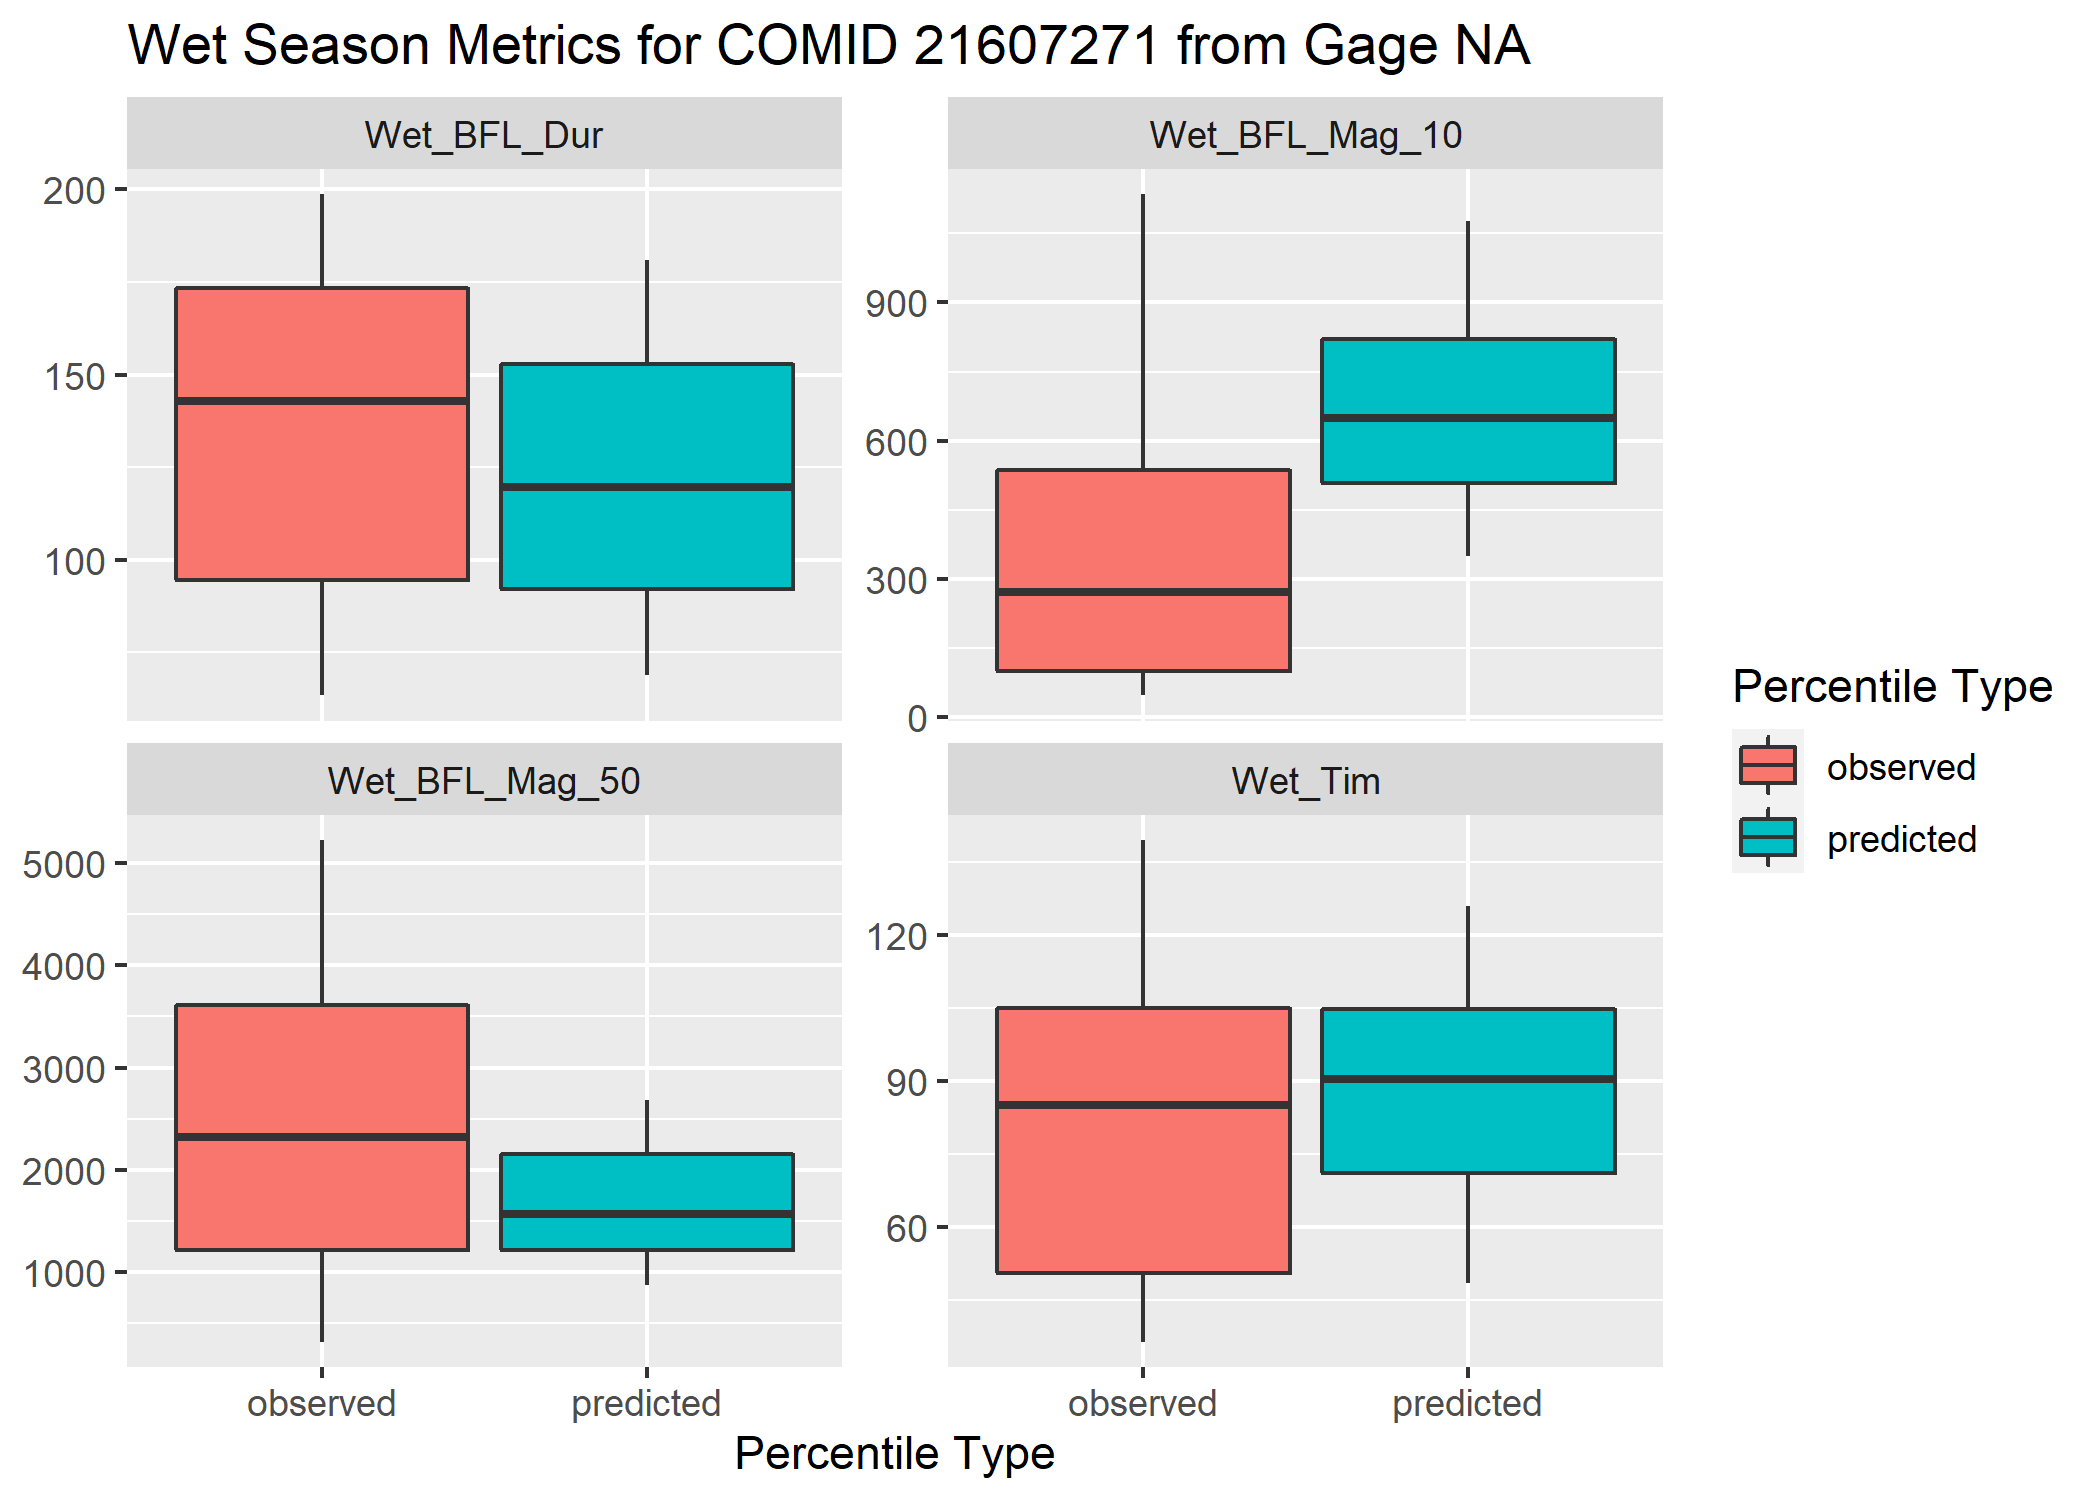 Wet Season Metrics for COMID 21607271 from Gage NA
Wet_BFL_Dur
200
150
100
Wet_BFL_Mag_10
900
600
300
0
Wet_BFL_Mag_50
5000
4000
3000
2000
1000
observed predicted
Wet_Tim
120
90
60
observed predicted
Percentile Type
Percentile Type
observed
predicted